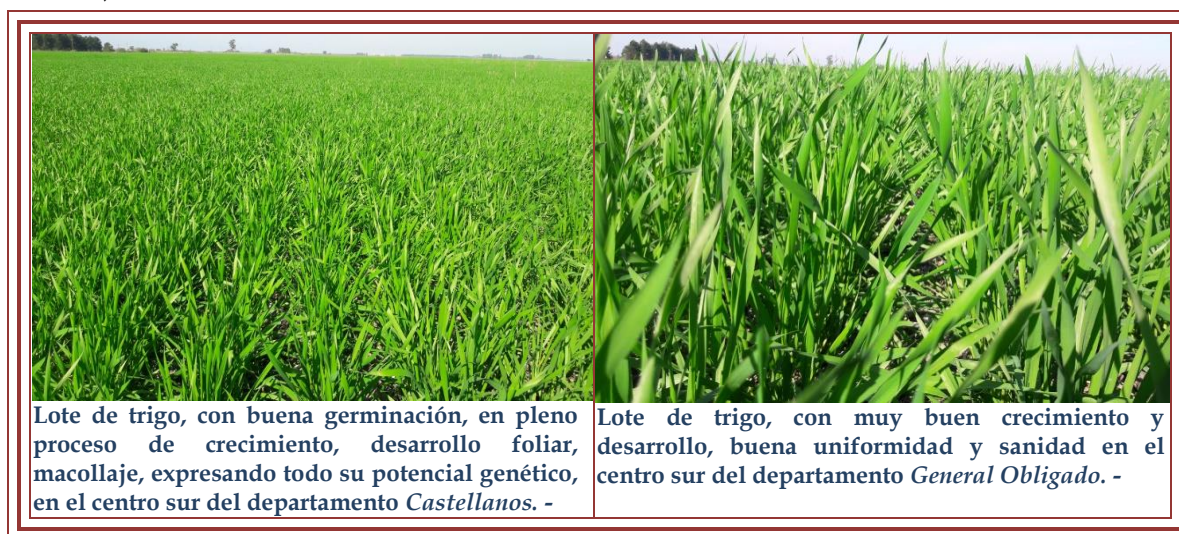 Lote de trigo, con buena germinación, en pleno
proceso de crecimiento, desarrollo foliar,
macollaje, expresando todo su potencial genético,
en el centro sur del departamento Castellanos. -
Lote de trigo, con muy buen crecimiento y
desarrollo, buena uniformidad y sanidad en el
centro sur del departamento General Obligado. -